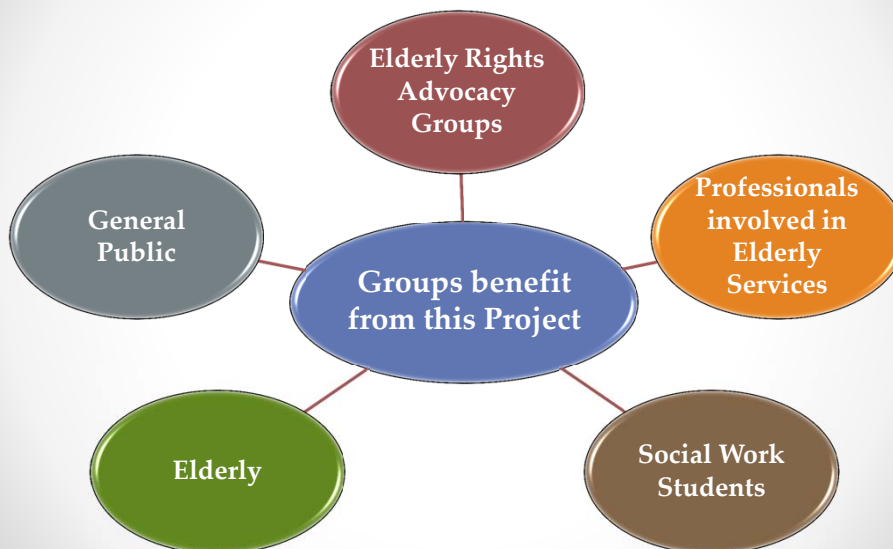 Elderly Rights
Advocacy
Groups
Professionals
involved in
Elderly
Services
General
Public
Groups benefit
from this Project
Elderly
Social Work
Students